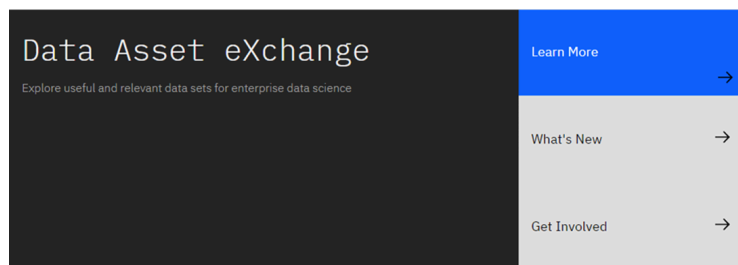 Data Asset eXchange
Explore useful and relevant data sets for enterprise data science
Learn More
What's New
Get Involved